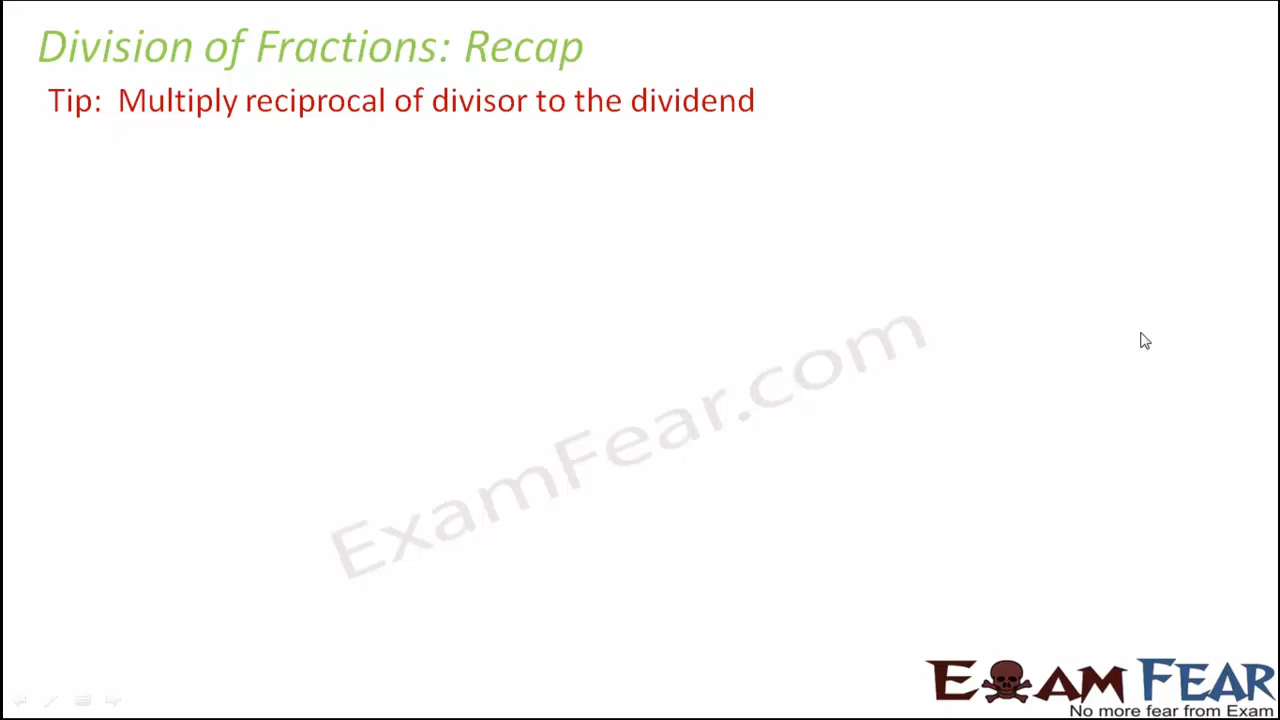 Division of Fractions: Recap
Tip: Multiply reciprocal of divisor to the dividend
ExamFear.com
EXAM FEAR
No more fear from Exam